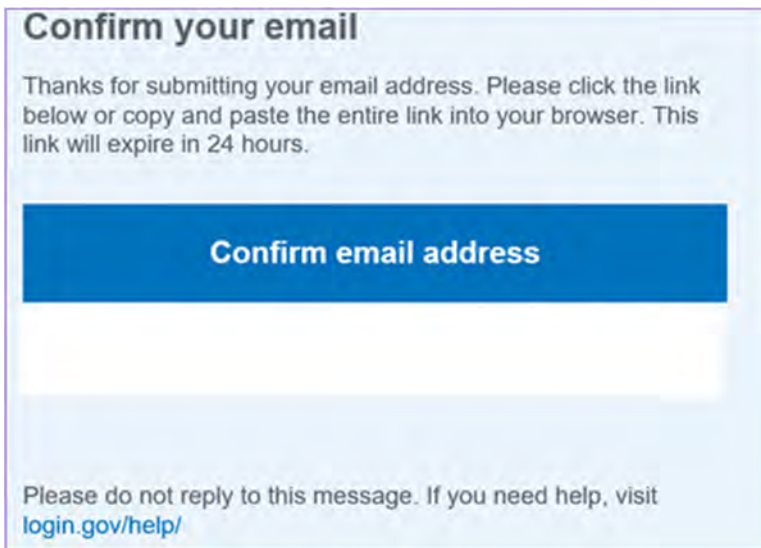 Confirm your email
Thanks for submitting your email address. Please click the link
below or copy and paste the entire link into your browser. This
link will expire in 24 hours.
Confirm email address
Please do not reply to this message. If you need help, visit
login.gov/help/